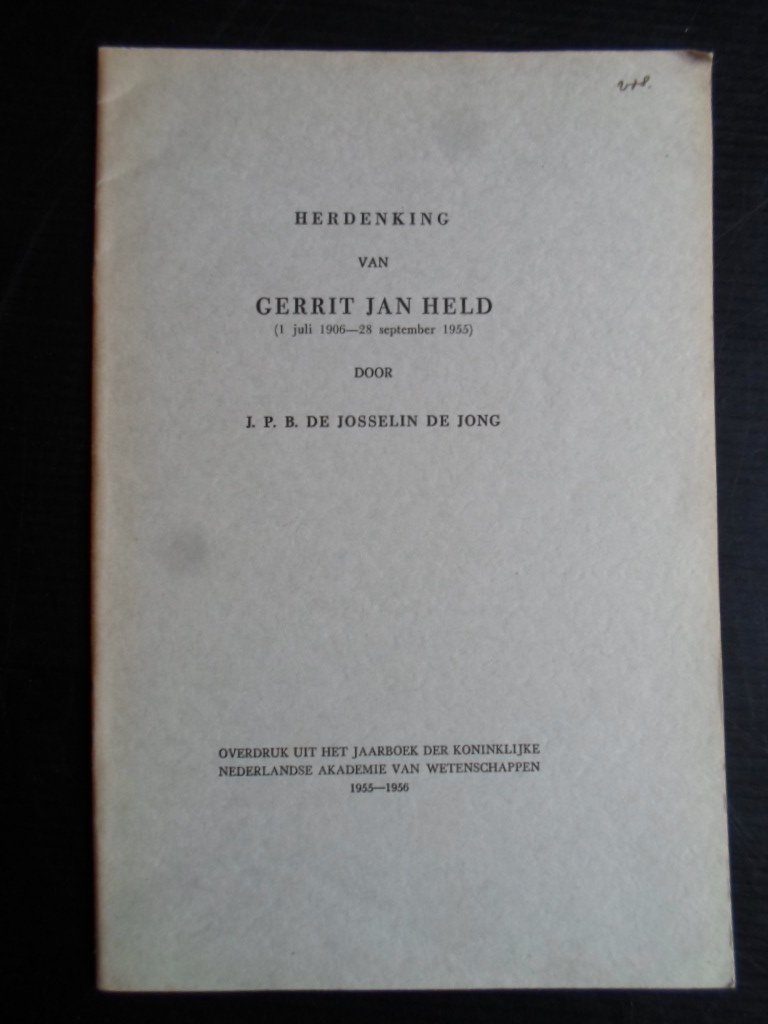 HERDENKING
VAN
GERRIT JAN HELD
(1 juli 1906—28 september 1955)
DOOR
J. P. B. DE JOSSELIN DE JONG
OVERDRUK UIT HET JAARBOEK DER KONINKLIJKE
NEDERLANDSE AKADEMIE VAN WETENSCHAPPEN
1955—1956